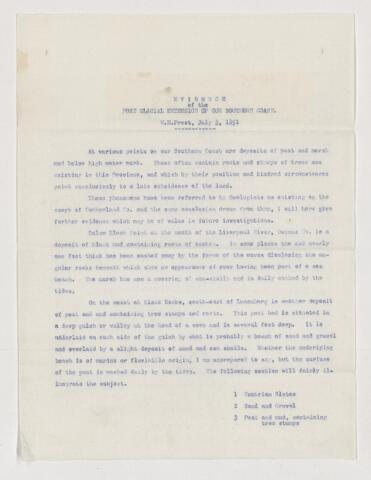 EVIDENCE
of the
POST GLACIAL EXTENSION OF OUR SOUTHERN COAST.
W.H.Prest, July 3, 1931
At various points on our Southern Coast are deposits of peat and marsh
mud below high water mark. These often contain roots and stumps of trees now
existing in this Province, and which by their position and kindred circumstances
point conclusively to a late subsidence of the land.
These phenomena have been referred to by Geologists as existing on the
coast of Cumberland Co. and the same conclusion drawn from them, I will here give
further evidence which may be of value in future investigations.
Below Black Point at the mouth of the Liverpool River, Queens Co. is a
deposit of black mud containing roots of trees. In some places the mud nearly
one foot thick has been washed away by the force of the waves disclosing the
gular rocks beneath which show no appearance of ever having been part of a sea
beach. The marsh has now a covering of and is daily washed by the
tides.
On the coast at Black Rocks, south-east of Lunenburg is another deposit
of peat and mud containing tree stumps and roots. This peat bed is situated in
a deep gulch or valley at the head of a cove and is several feet deep. It is
underlaid on each side of the gulch by what is probably a beach of sand and gravel
and overlaid by a slight deposit of sand and sea shells. Whether the underlying
beach is of marine or fluviatile origing I am unprepared to say, but the surface
of the peat is washed daily by the tides. The following section will fairly il-
lustrate the subject.
1 Cambrian Slates
2 Sand and Gravel
3 Peat and mud, containing
tree stumps